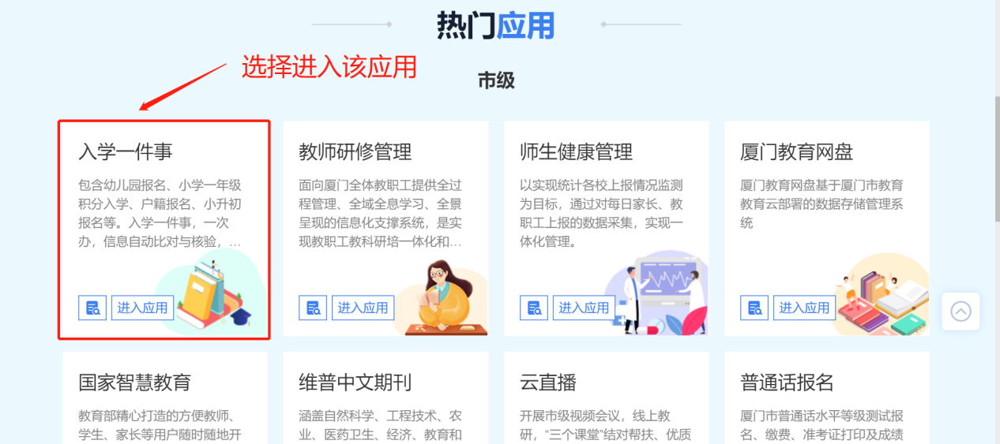 热门应用
选择进入该应用
市级
入学一件事
包含幼儿园报名、小学一年级
积分入学、户籍报名、小升初
报名等。入学一件事，一次
办，信息自动比对与核验，...
进入应用
教师研修管理
面向厦门全体教职工提供全过
程管理、全域全息学习、全景
呈现的信息化支撑系统，是实
现教职工教科研培一体化和...
进入应用
师生健康管理
以实现统计各校上报情况监测
为目标，通过对每日家长、教
职工上报的数据采集，实现一
体化管理。
进入应用
厦门教育网盘
厦门教育网盘基于厦门市教育
教育云部署的数据存储管理系
统
进入应用
国家智慧教育
教育部精心打造的方便教师、
学生、家长等用户随时随地开
维普中文期刊
涵盖自然科学、工程技术、农
业、医药卫生、经济、教育和
云直播
开展市级视频会议，线上教
研，“三个课堂”结对帮扶、优质
普通话报名
厦门市普通话水平等级测试报
名、缴费、准考证打印及成绩